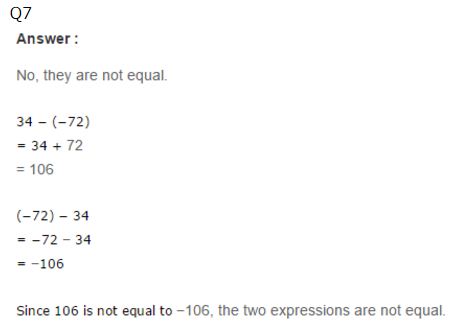 Q7
Answer :
No, they are not equal.
34 – (–72)
= 34 + 72
= 106
(–72) – 34
= –72 – 34
= –106
Since 106 is not equal to –106, the two expressions are not equal.